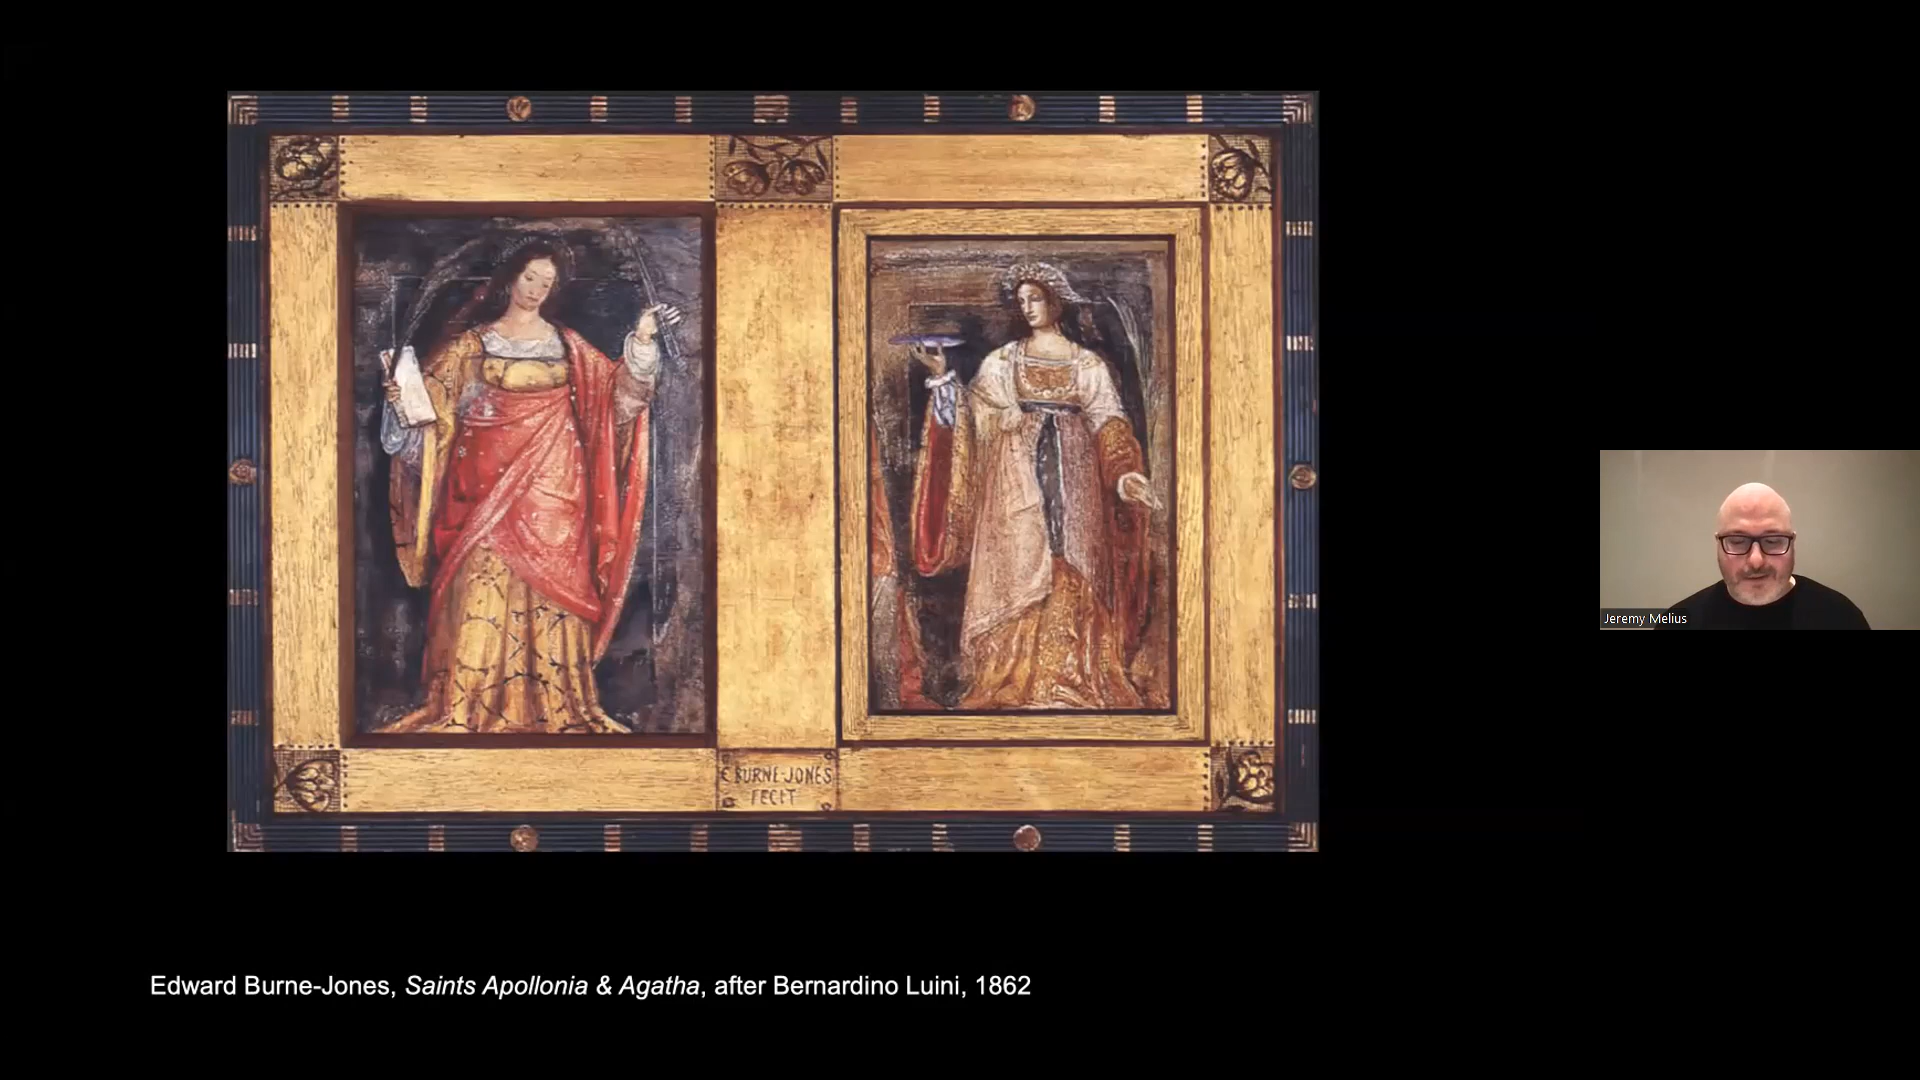 E BURNE-JONES
FECIT
Jeremy Melius
Edward Burne-Jones, Saints Apollonia & Agatha, after Bernardino Luini, 1862